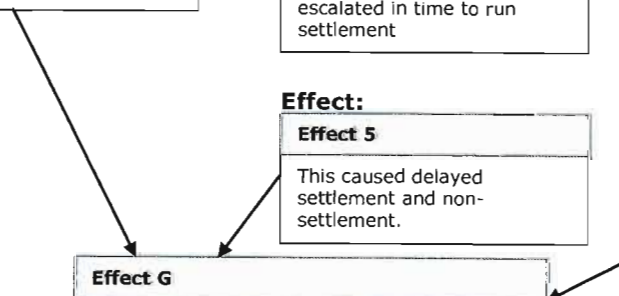 escalated in time to run
settlement
Effect:
Effect 5
This caused delayed
settlement and non-
settlement.
Effect G